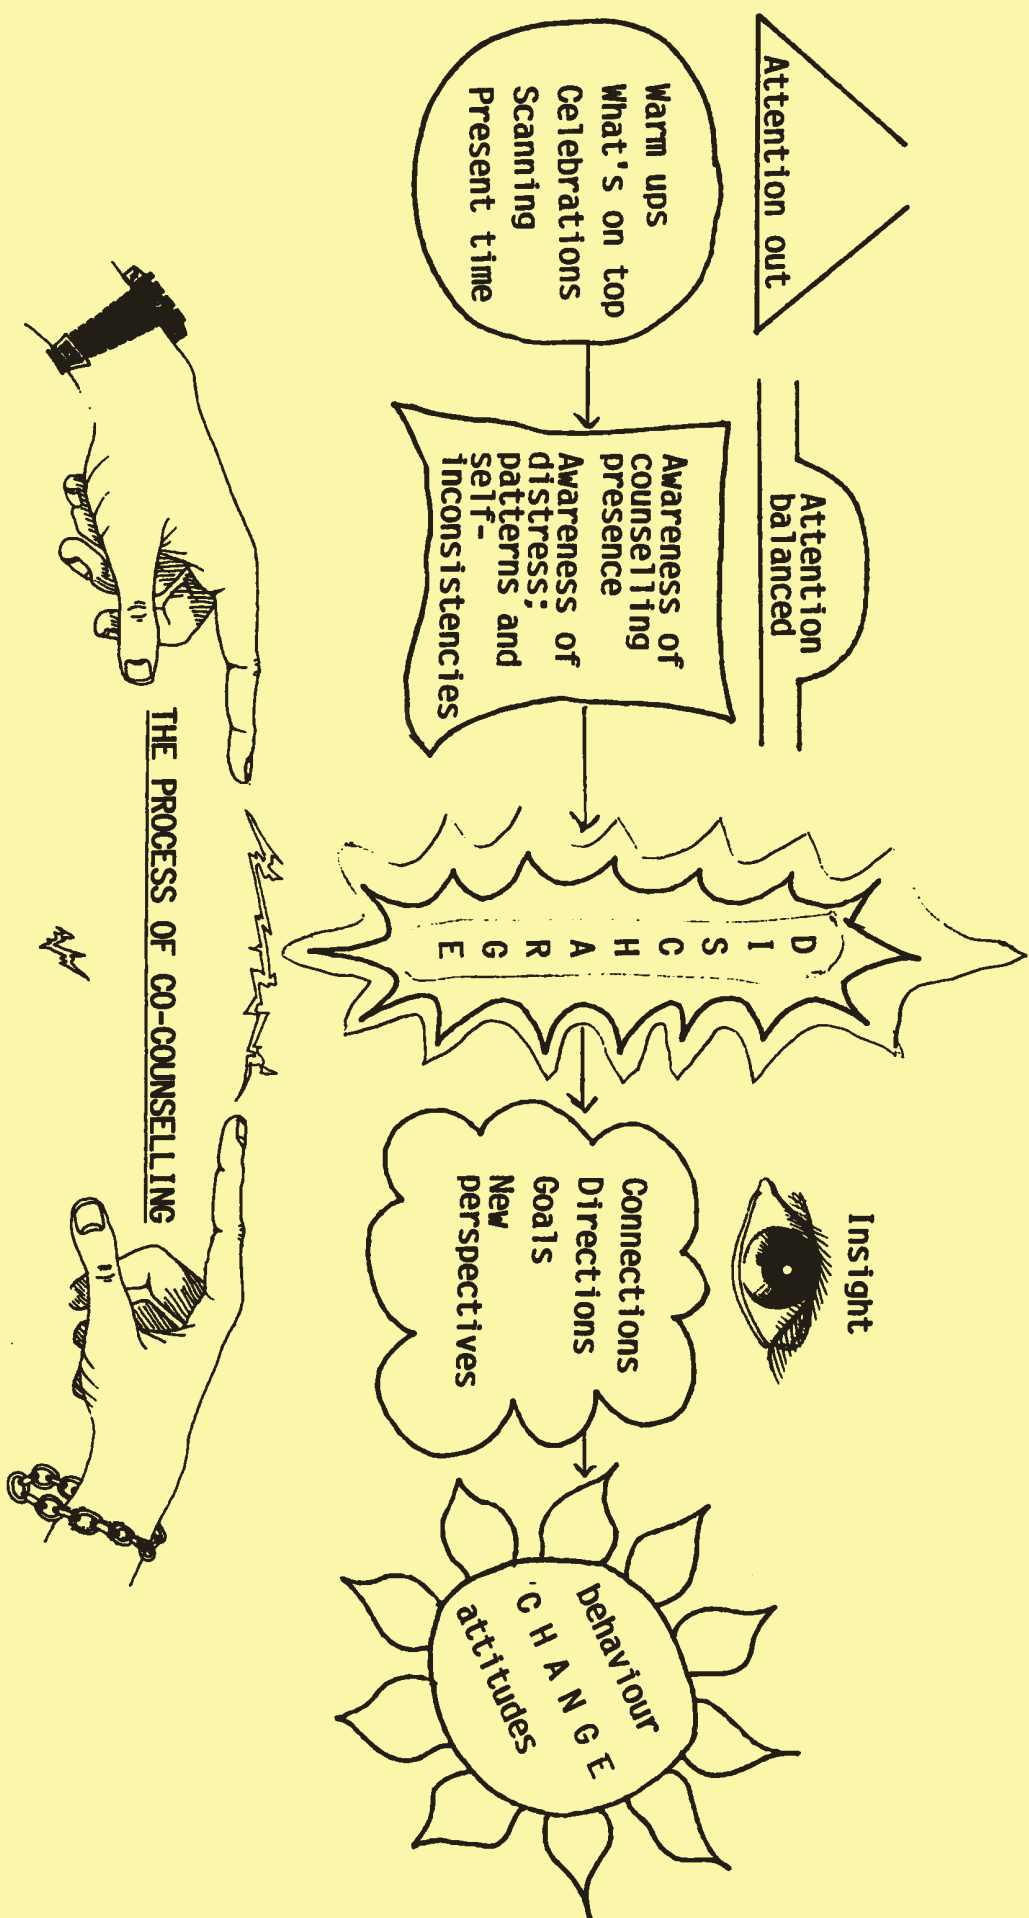 Attention out
Warm ups
What's on top
Celebrations
Scanning
Present time
Attention
balanced
Awareness of
counselling
presence
Awareness of
distress;
patterns and
self-
inconsistencies
DISCHARGE
Insight
Connections
Directions
Goals
New
perspectives
behaviour
'CHANGE
attitudes
THE PROCESS OF CO-COUNSELLING